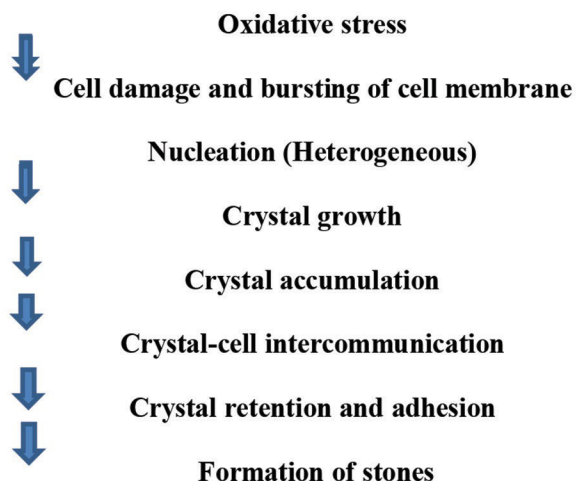 Oxidative stress
Cell damage and bursting of cell membrane
Nucleation (Heterogeneous)
Crystal growth
Crystal accumulation
Crystal-cell intercommunication
Crystal retention and adhesion
Formation of stones